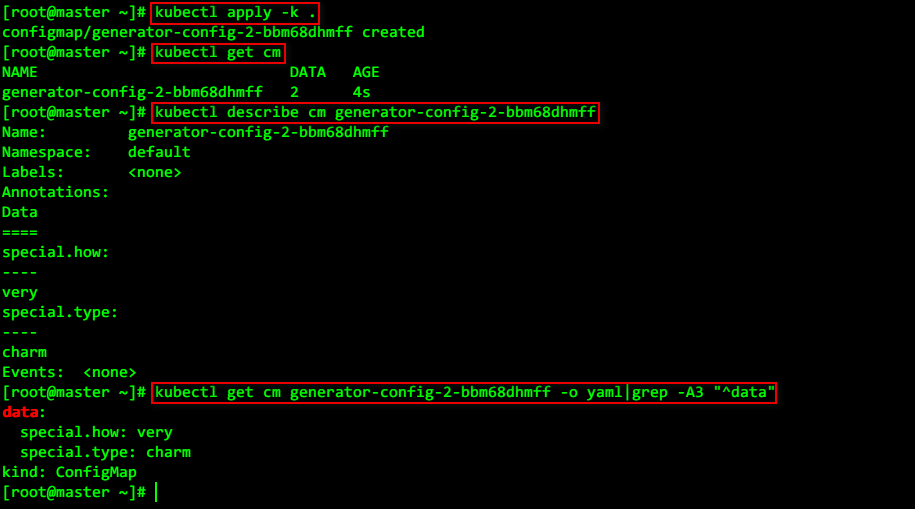 [root@master ~]# kubectl apply -k .
configmap/generator-config-2-bbm68dhmff created
[root@master ~]# kubectl get cm
NAME                             DATA   AGE
generator-config-2-bbm68dhmff   2      4s
[root@master ~]# kubectl describe cm generator-config-2-bbm68dhmff
Name:         generator-config-2-bbm68dhmff
Namespace:    default
Labels:       <none>
Annotations:
Data
====
special.how:
----
very
special.type:
----
charm
Events:  <none>
[root@master ~]# kubectl get cm generator-config-2-bbm68dhmff -o yaml|grep -A3 "^data"
data:
  special.how: very
  special.type: charm
kind: ConfigMap
[root@master ~]#